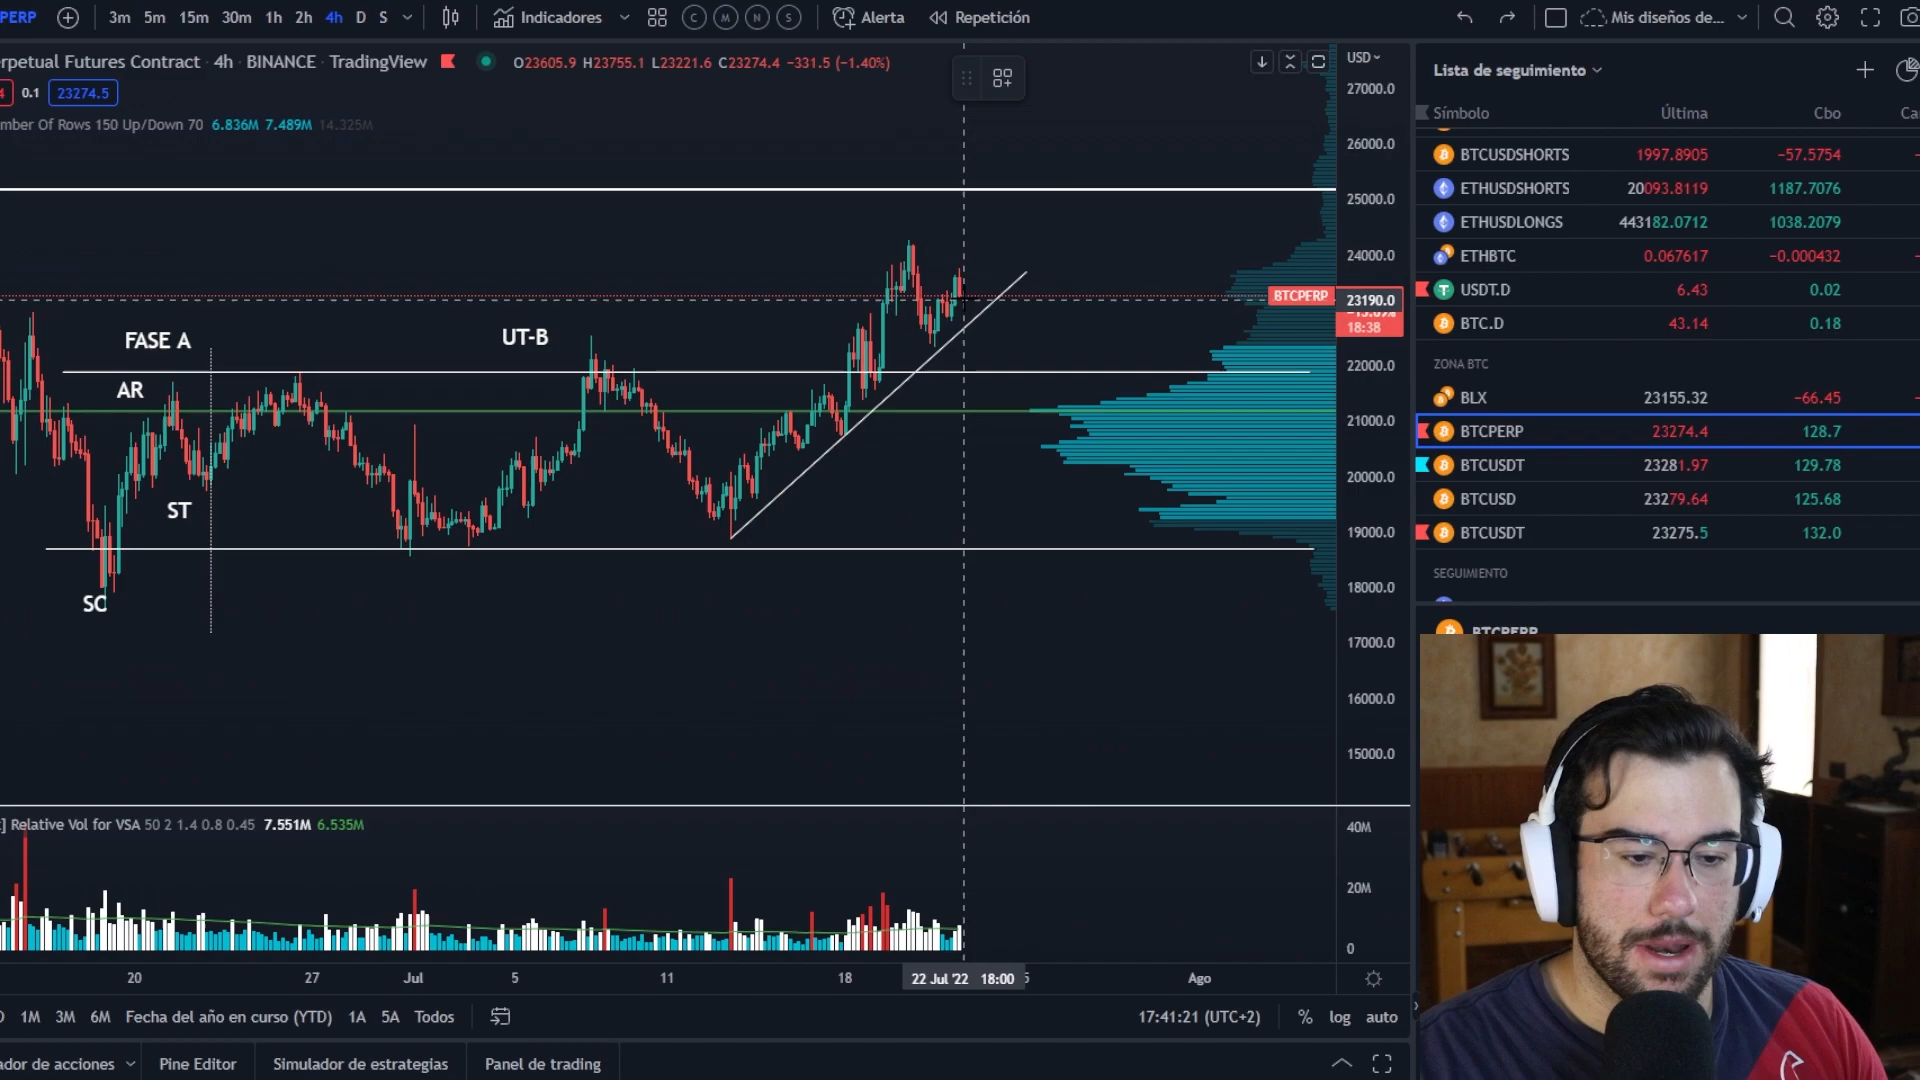 PERP 3m 5m 15m 30m 1h 2h 4h D S Indicadores C M N S Alerta Repetición Mis diseños de...
rpetual Futures Contract · 4h · BINANCE · TradingView O23605.9 H23755.1 L23221.6 C23274.4 −331.5 (−1.40%)
4 0.1 23274.5
mber Of Rows 150 Up/Down 70 6.836M 7.489M 14.325M
USD
27000.0
26000.0
25000.0
24000.0
BTCPERP 23190.0
18:38
22000.0
21000.0
20000.0
19000.0
18000.0
17000.0
16000.0
15000.0
FASE A
AR
UT-B
ST
SC
] Relative Vol for VSA 50 2 1.4 0.8 0.45 7.551M 6.535M
40M
20M
0
20 27 Jul 5 11 18 22 Jul '22 18:00 Ago
1M 3M 6M Fecha del año en curso (YTD) 1A 5A Todos 17:41:21 (UTC+2) % log auto
ador de acciones Pine Editor Simulador de estrategias Panel de trading
Lista de seguimiento
Símbolo Última Cbo Ca
BTCUSDSHORTS 1997.8905 −57.5754
ETHUSDSHORTS 20093.8119 1187.7076
ETHUSDLONGS 443182.0712 1038.2079
ETHBTC 0.067617 −0.000432
USDT.D 6.43 0.02
BTC.D 43.14 0.18
ZONA BTC
BLX 23155.32 −66.45
BTCPERP 23274.4 128.7
BTCUSDT 23281.97 129.78
BTCUSD 23279.64 125.68
BTCUSDT 23275.5 132.0
SEGUIMIENTO
BTCPERP